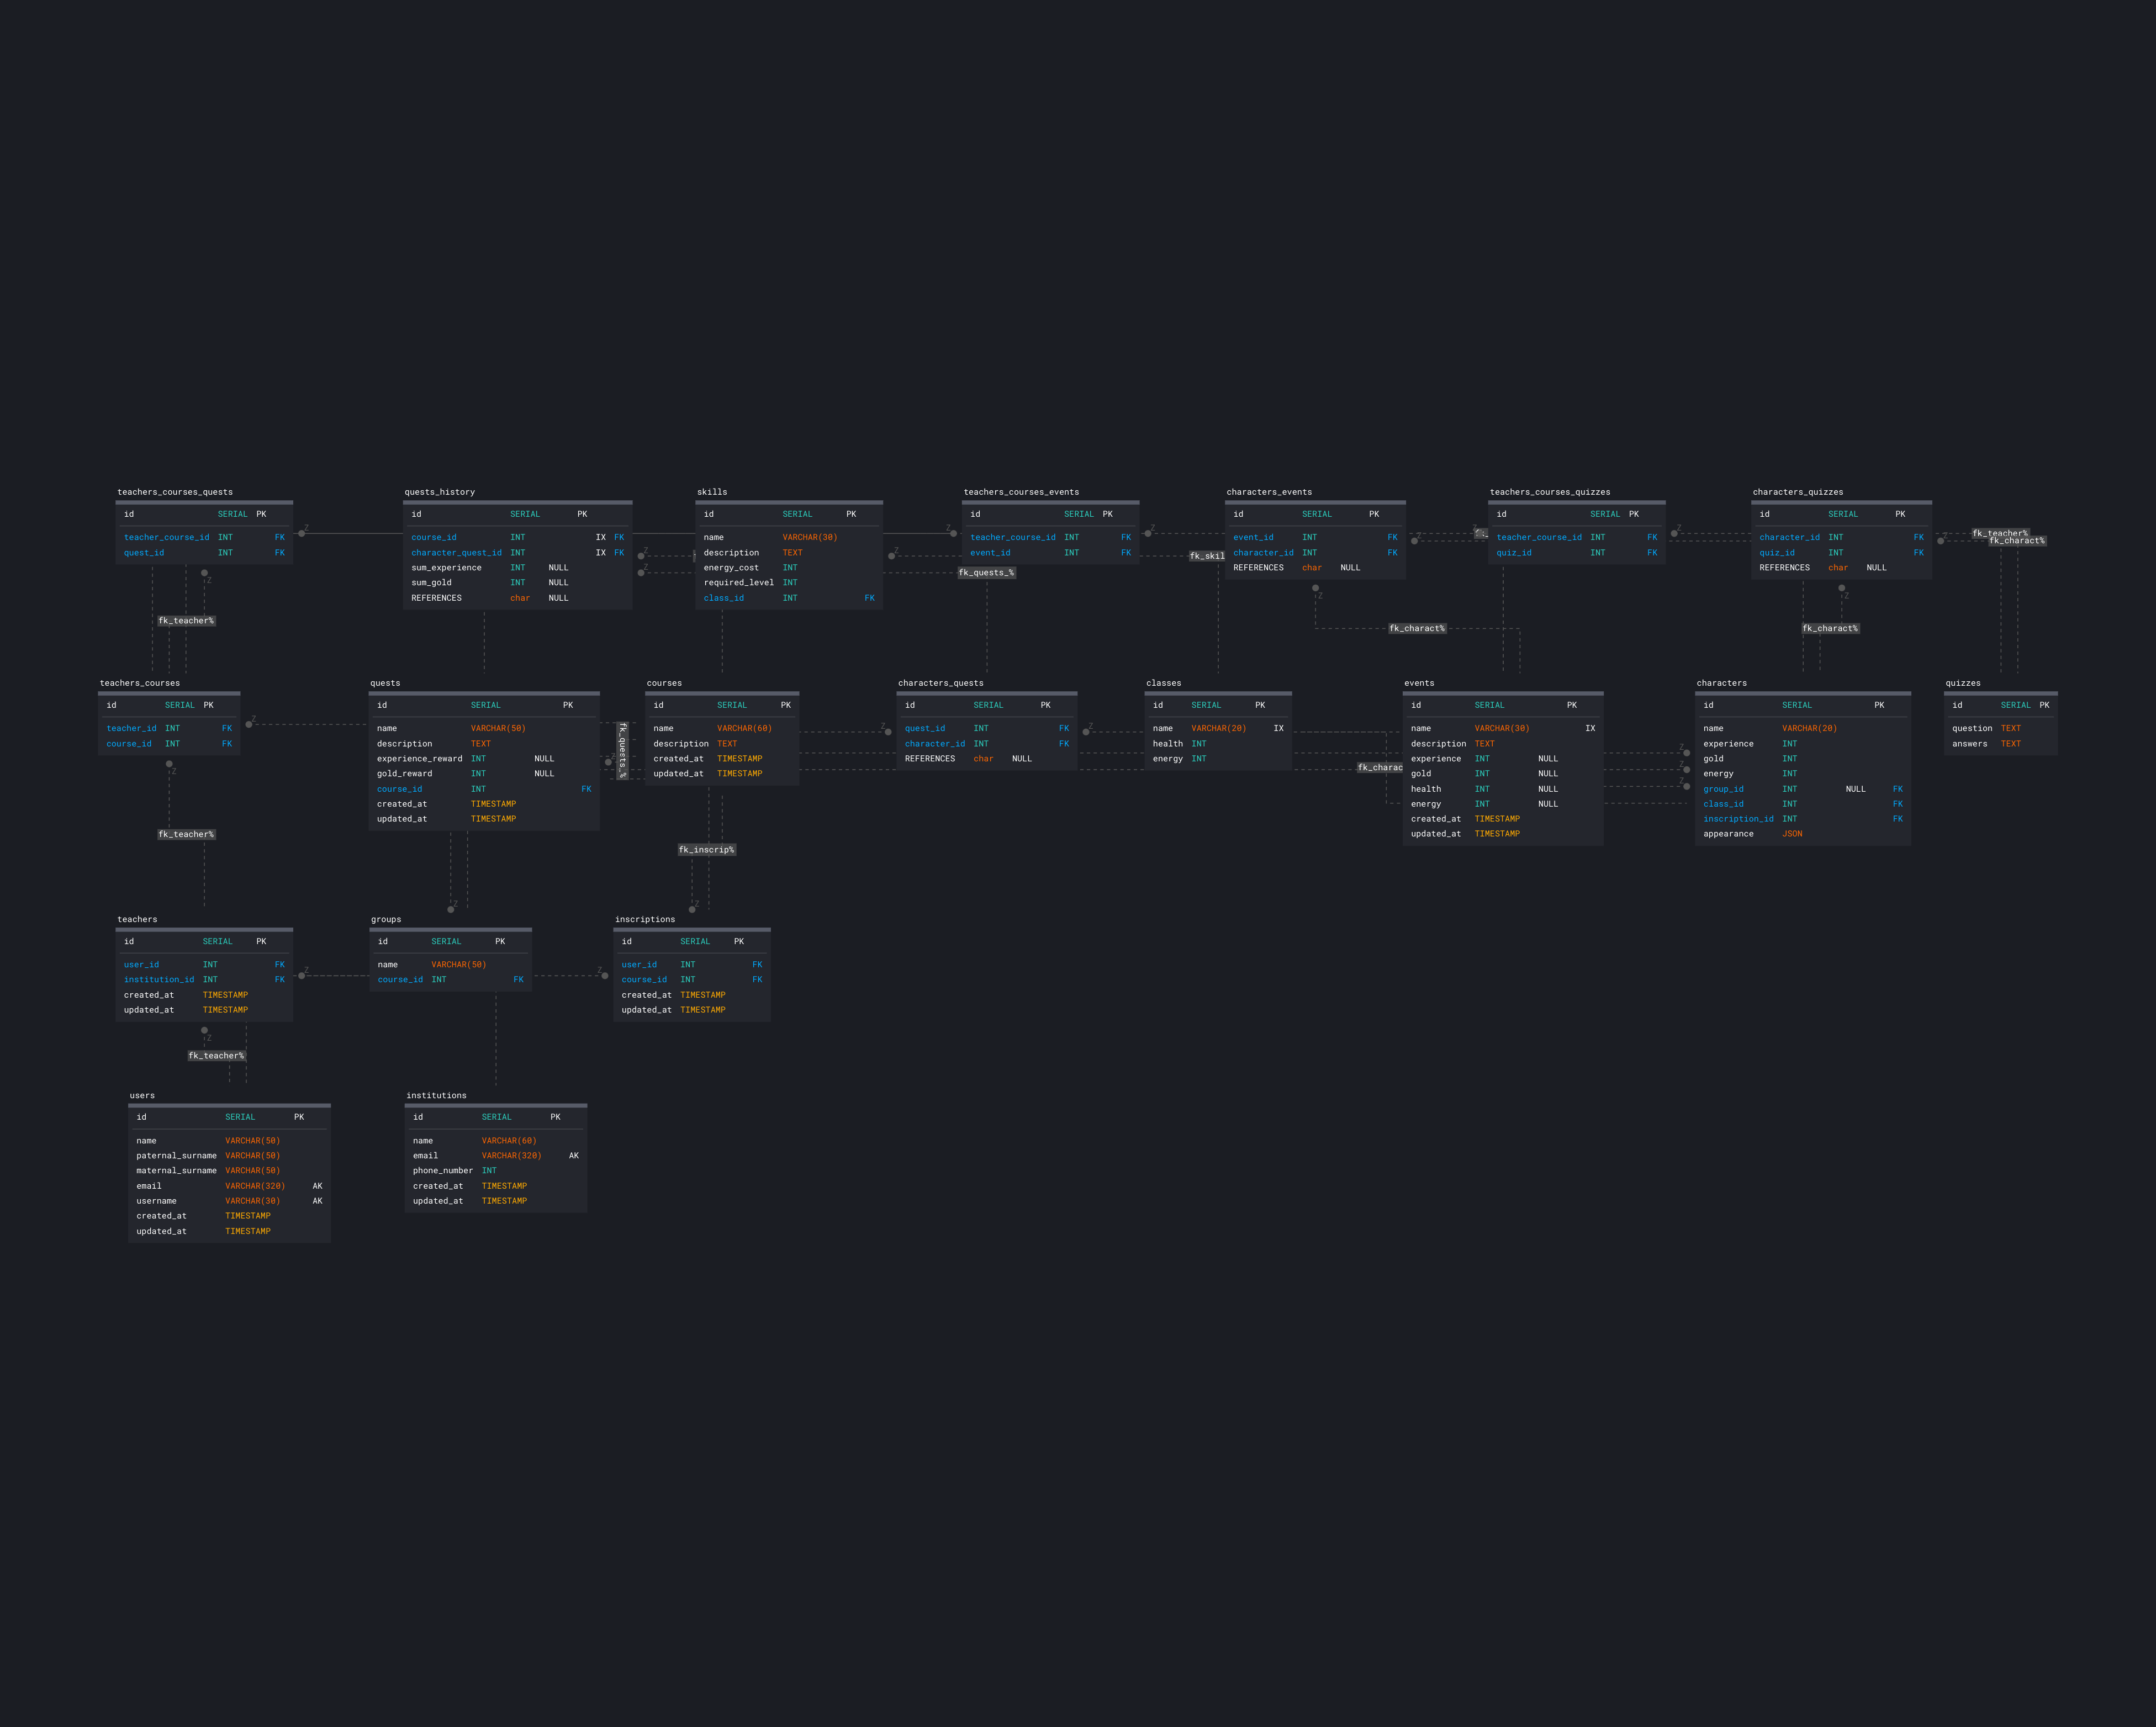 teachers_courses_quests
id SERIAL PK
teacher_course_id INT FK
quest_id INT FK
quests_history
id SERIAL PK
course_id INT IX FK
character_quest_id INT IX FK
sum_experience INT NULL
sum_gold INT NULL
REFERENCES char NULL
skills
id SERIAL PK
name VARCHAR(30)
description TEXT
energy_cost INT
required_level INT
class_id INT FK
teachers_courses_events
id SERIAL PK
teacher_course_id INT FK
event_id INT FK
characters_events
id SERIAL PK
event_id INT FK
character_id INT FK
REFERENCES char NULL
teachers_courses_quizzes
id SERIAL PK
teacher_course_id INT FK
quiz_id INT FK
characters_quizzes
id SERIAL PK
character_id INT FK
quiz_id INT FK
REFERENCES char NULL
fk_teacher%
fk_charact%
fk_skil
fk_quests_%
fk_teacher%
fk_charact%
fk_charact%
teachers_courses
id SERIAL PK
teacher_id INT FK
course_id INT FK
quests
id SERIAL PK
name VARCHAR(50)
description TEXT
experience_reward INT NULL
gold_reward INT NULL
course_id INT FK
created_at TIMESTAMP
updated_at TIMESTAMP
fk_quests_%
courses
id SERIAL PK
name VARCHAR(60)
description TEXT
created_at TIMESTAMP
updated_at TIMESTAMP
characters_quests
id SERIAL PK
quest_id INT FK
character_id INT FK
REFERENCES char NULL
classes
id SERIAL PK
name VARCHAR(20) IX
health INT
energy INT
fk_charac
events
id SERIAL PK
name VARCHAR(30) IX
description TEXT
experience INT NULL
gold INT NULL
health INT NULL
energy INT NULL
created_at TIMESTAMP
updated_at TIMESTAMP
characters
id SERIAL PK
name VARCHAR(20)
experience INT
gold INT
energy INT
group_id INT NULL FK
class_id INT FK
inscription_id INT FK
appearance JSON
quizzes
id SERIAL PK
question TEXT
answers TEXT
fk_teacher%
fk_inscrip%
teachers
id SERIAL PK
user_id INT FK
institution_id INT FK
created_at TIMESTAMP
updated_at TIMESTAMP
groups
id SERIAL PK
name VARCHAR(50)
course_id INT FK
inscriptions
id SERIAL PK
user_id INT FK
course_id INT FK
created_at TIMESTAMP
updated_at TIMESTAMP
fk_teacher%
users
id SERIAL PK
name VARCHAR(50)
paternal_surname VARCHAR(50)
maternal_surname VARCHAR(50)
email VARCHAR(320) AK
username VARCHAR(30) AK
created_at TIMESTAMP
updated_at TIMESTAMP
institutions
id SERIAL PK
name VARCHAR(60)
email VARCHAR(320) AK
phone_number INT
created_at TIMESTAMP
updated_at TIMESTAMP